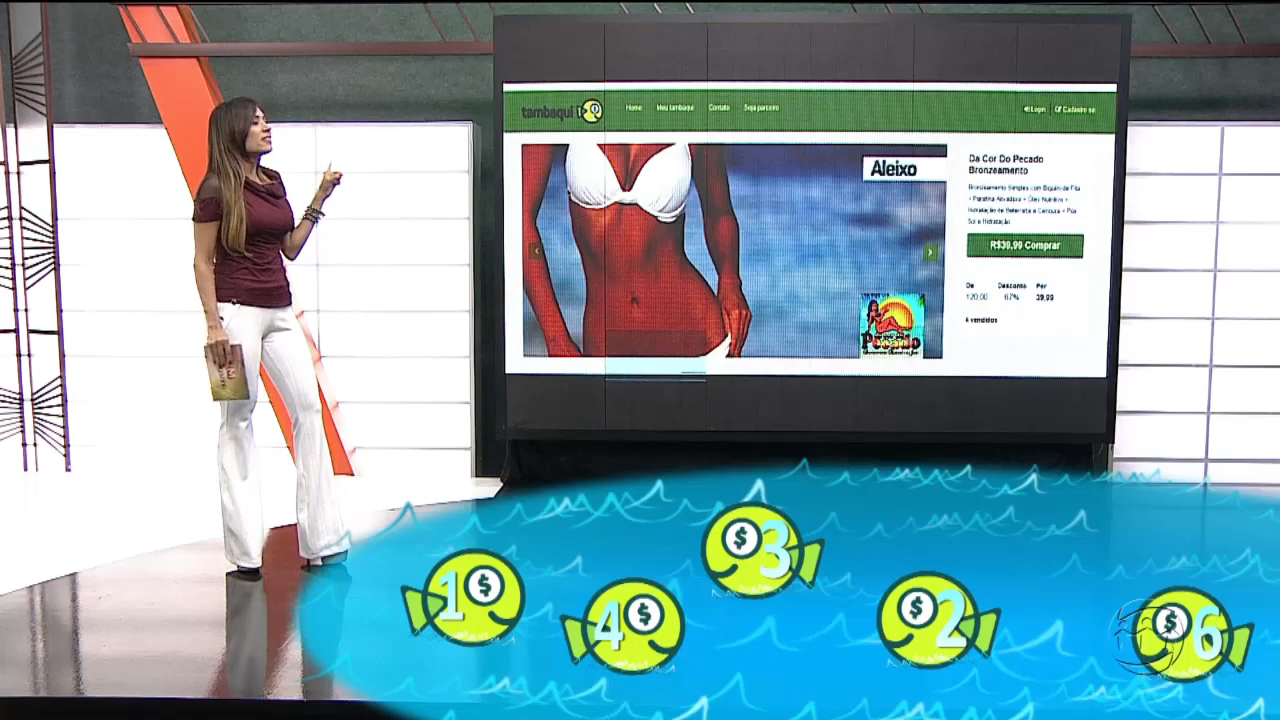 tambaqui
Home
Meu tambaqui
Contato
Seja parceiro
Login
Cadastre-se
Aleixo
Da Cor Do Pecado
Bronzeamento
Bronzeamento Simples com Biquíni de Fita
+ Parafina Ativadora + Óleo Nutritivo +
Hidratação de Beterraba e Cenoura + Pós
Sol e Hidratação
R$39,99 Comprar
De
Desconto
Por
120.00
67%
39,99
4 vendidos
Pecado
$
3
1
$
4
$
$
2
$
6